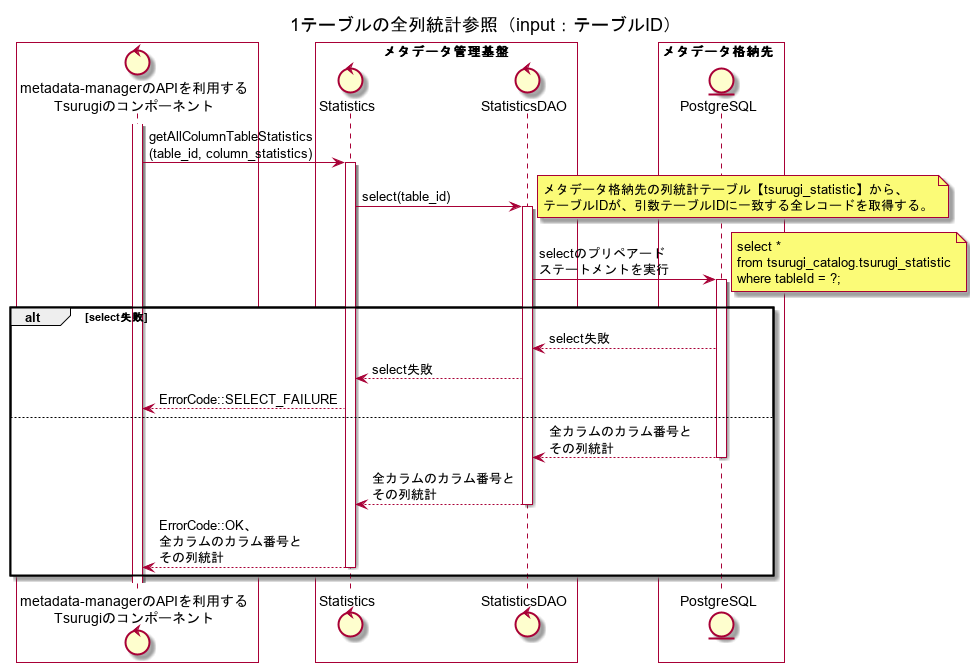 1テーブルの全列統計参照（input：テーブルID）
メタデータ管理基盤
メタデータ格納先
metadata-managerのAPIを利用する
Tsurugiのコンポーネント
Statistics
StatisticsDAO
PostgreSQL
getAllColumnTableStatistics
(table_id, column_statistics)
select(table_id)
メタデータ格納先の列統計テーブル【tsurugi_statistic】から、
テーブルIDが、引数テーブルIDに一致する全レコードを取得する。
selectのプリペアード
ステートメントを実行
select *
from tsurugi_catalog.tsurugi_statistic
where tableId = ?;
alt
[select失敗]
select失敗
select失敗
ErrorCode::SELECT_FAILURE
全カラムのカラム番号と
その列統計
全カラムのカラム番号と
その列統計
ErrorCode::OK、
全カラムのカラム番号と
その列統計
metadata-managerのAPIを利用する
Tsurugiのコンポーネント
Statistics
StatisticsDAO
PostgreSQL